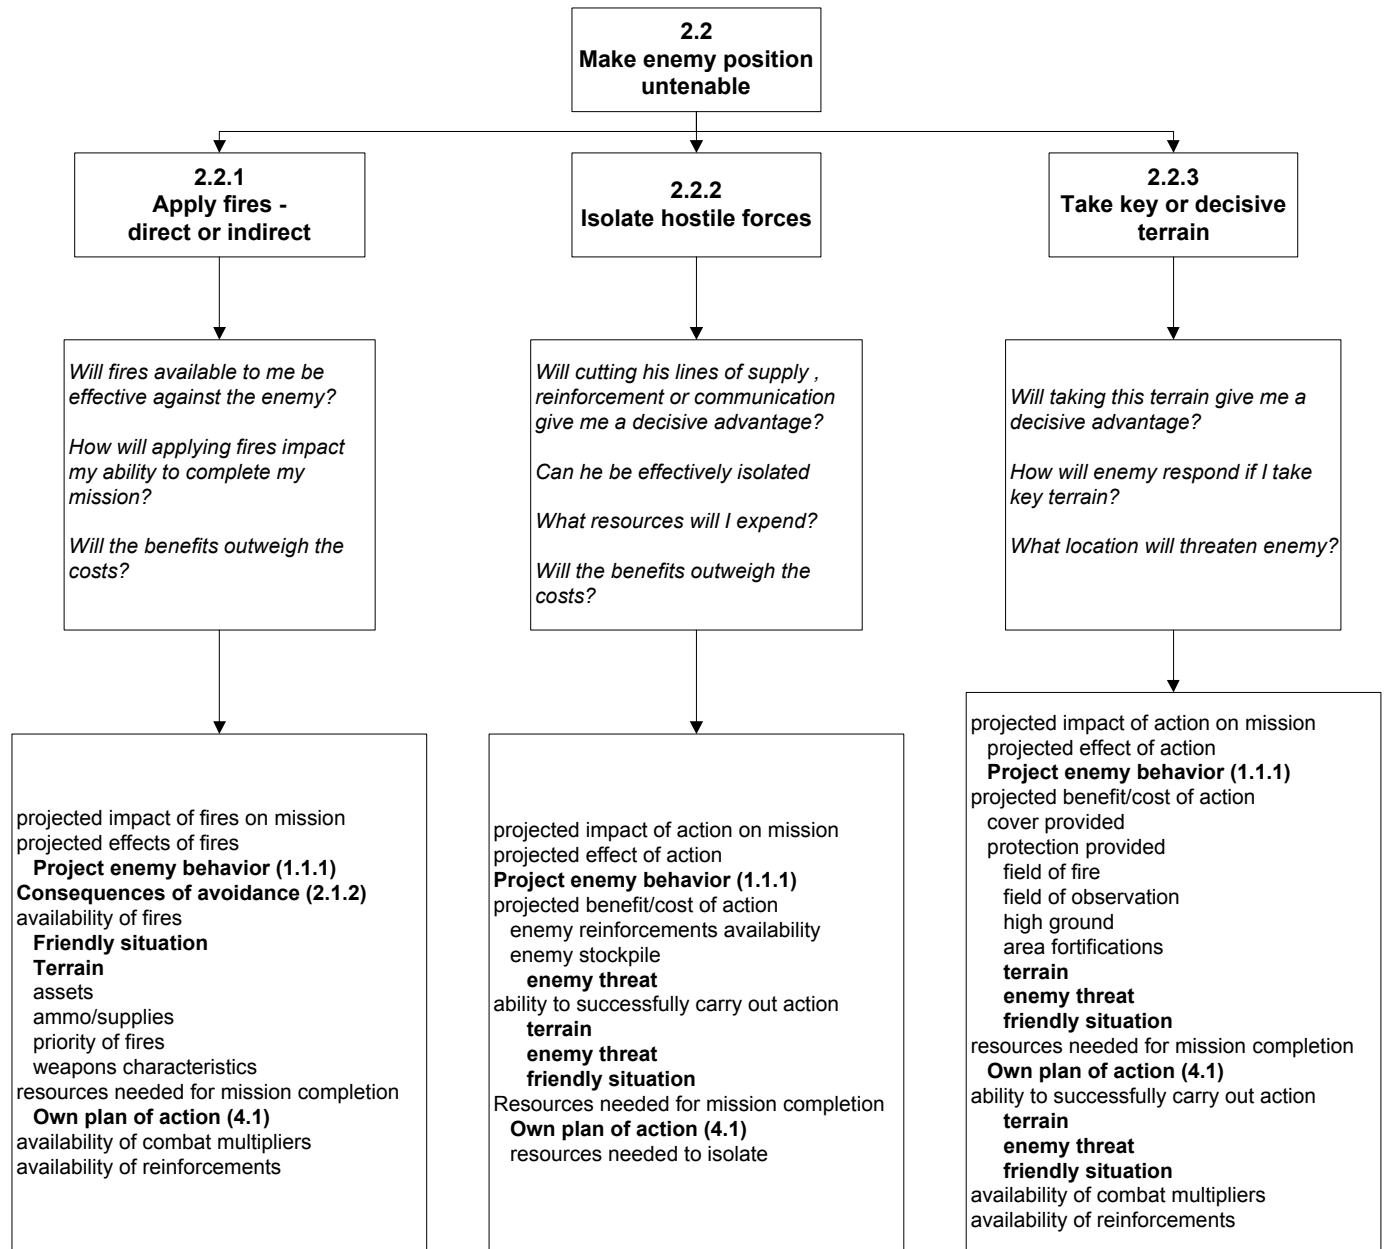 2.2
Make enemy position
untenable
2.2.1
Apply fires -
direct or indirect
2.2.2
Isolate hostile forces
2.2.3
Take key or decisive
terrain
Will fires available to me be
effective against the enemy?
How will applying fires impact
my ability to complete my
mission?
Will the benefits outweigh the
costs?
Will cutting his lines of supply ,
reinforcement or communication
give me a decisive advantage?
Can he be effectively isolated
What resources will I expend?
Will the benefits outweigh the
costs?
Will taking this terrain give me a
decisive advantage?
How will enemy respond if I take
key terrain?
What location will threaten enemy?
projected impact of fires on mission
projected effects of fires
Project enemy behavior (1.1.1)
Consequences of avoidance (2.1.2)
availability of fires
Friendly situation
Terrain
assets
ammo/supplies
priority of fires
weapons characteristics
resources needed for mission completion
Own plan of action (4.1)
availability of combat multipliers
availability of reinforcements
projected impact of action on mission
projected effect of action
Project enemy behavior (1.1.1)
projected benefit/cost of action
enemy reinforcements availability
enemy stockpile
enemy threat
ability to successfully carry out action
terrain
enemy threat
friendly situation
Resources needed for mission completion
Own plan of action (4.1)
resources needed to isolate
projected impact of action on mission
projected effect of action
Project enemy behavior (1.1.1)
projected benefit/cost of action
cover provided
protection provided
field of fire
field of observation
high ground
area fortifications
terrain
enemy threat
friendly situation
resources needed for mission completion
Own plan of action (4.1)
ability to successfully carry out action
terrain
enemy threat
friendly situation
availability of combat multipliers
availability of reinforcements